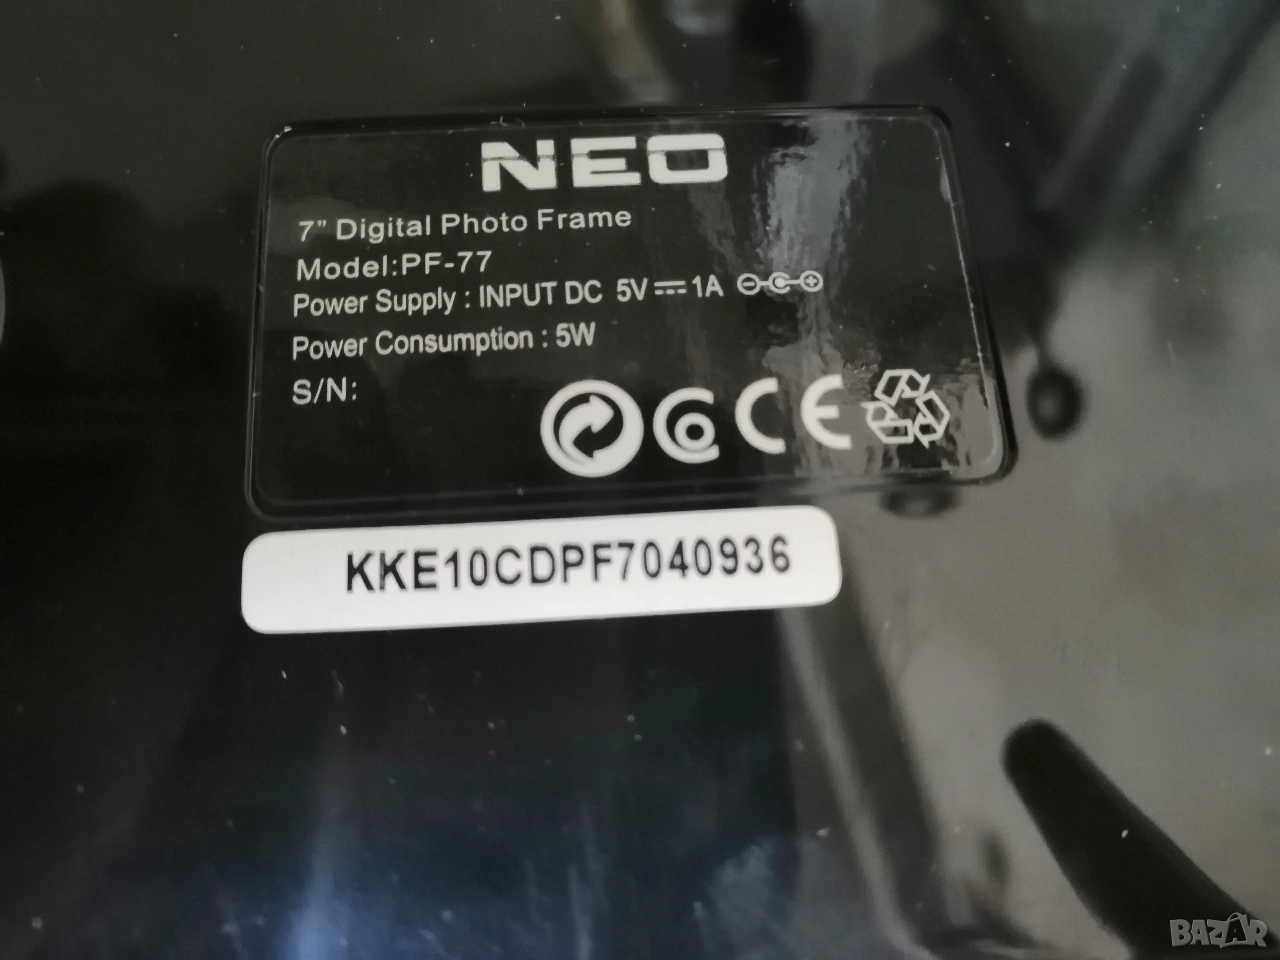 NEO
7" Digital Photo Frame
Model:PF-77
Power Supply : INPUT DC 5V⎓1A
Power Consumption : 5W
S/N:
CE
KKE10CDPF7040936
BAZAR